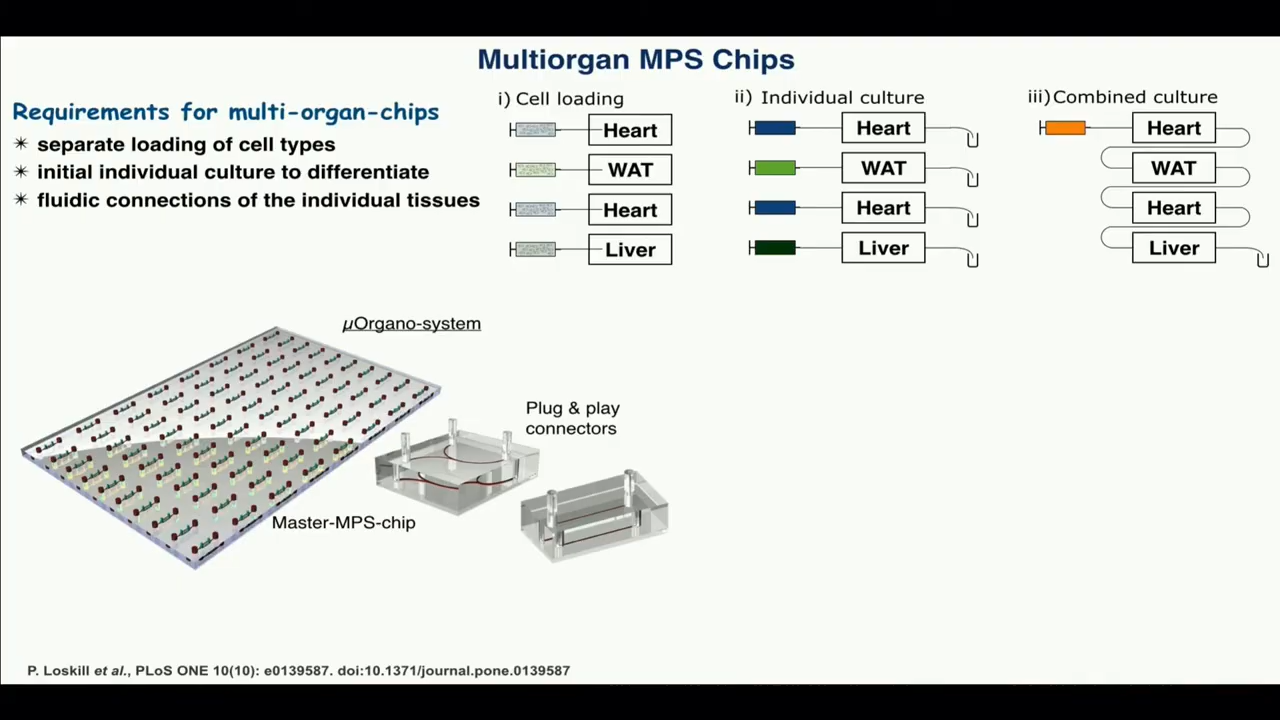 Multiorgan MPS Chips
Requirements for multi-organ-chips
✳ separate loading of cell types
✳ initial individual culture to differentiate
✳ fluidic connections of the individual tissues
i) Cell loading
Heart
WAT
Heart
Liver
ii) Individual culture
Heart
WAT
Heart
Liver
iii) Combined culture
Heart
WAT
Heart
Liver
µOrgano-system
Plug & play
connectors
Master-MPS-chip
P. Loskill et al., PLoS ONE 10(10): e0139587. doi:10.1371/journal.pone.0139587